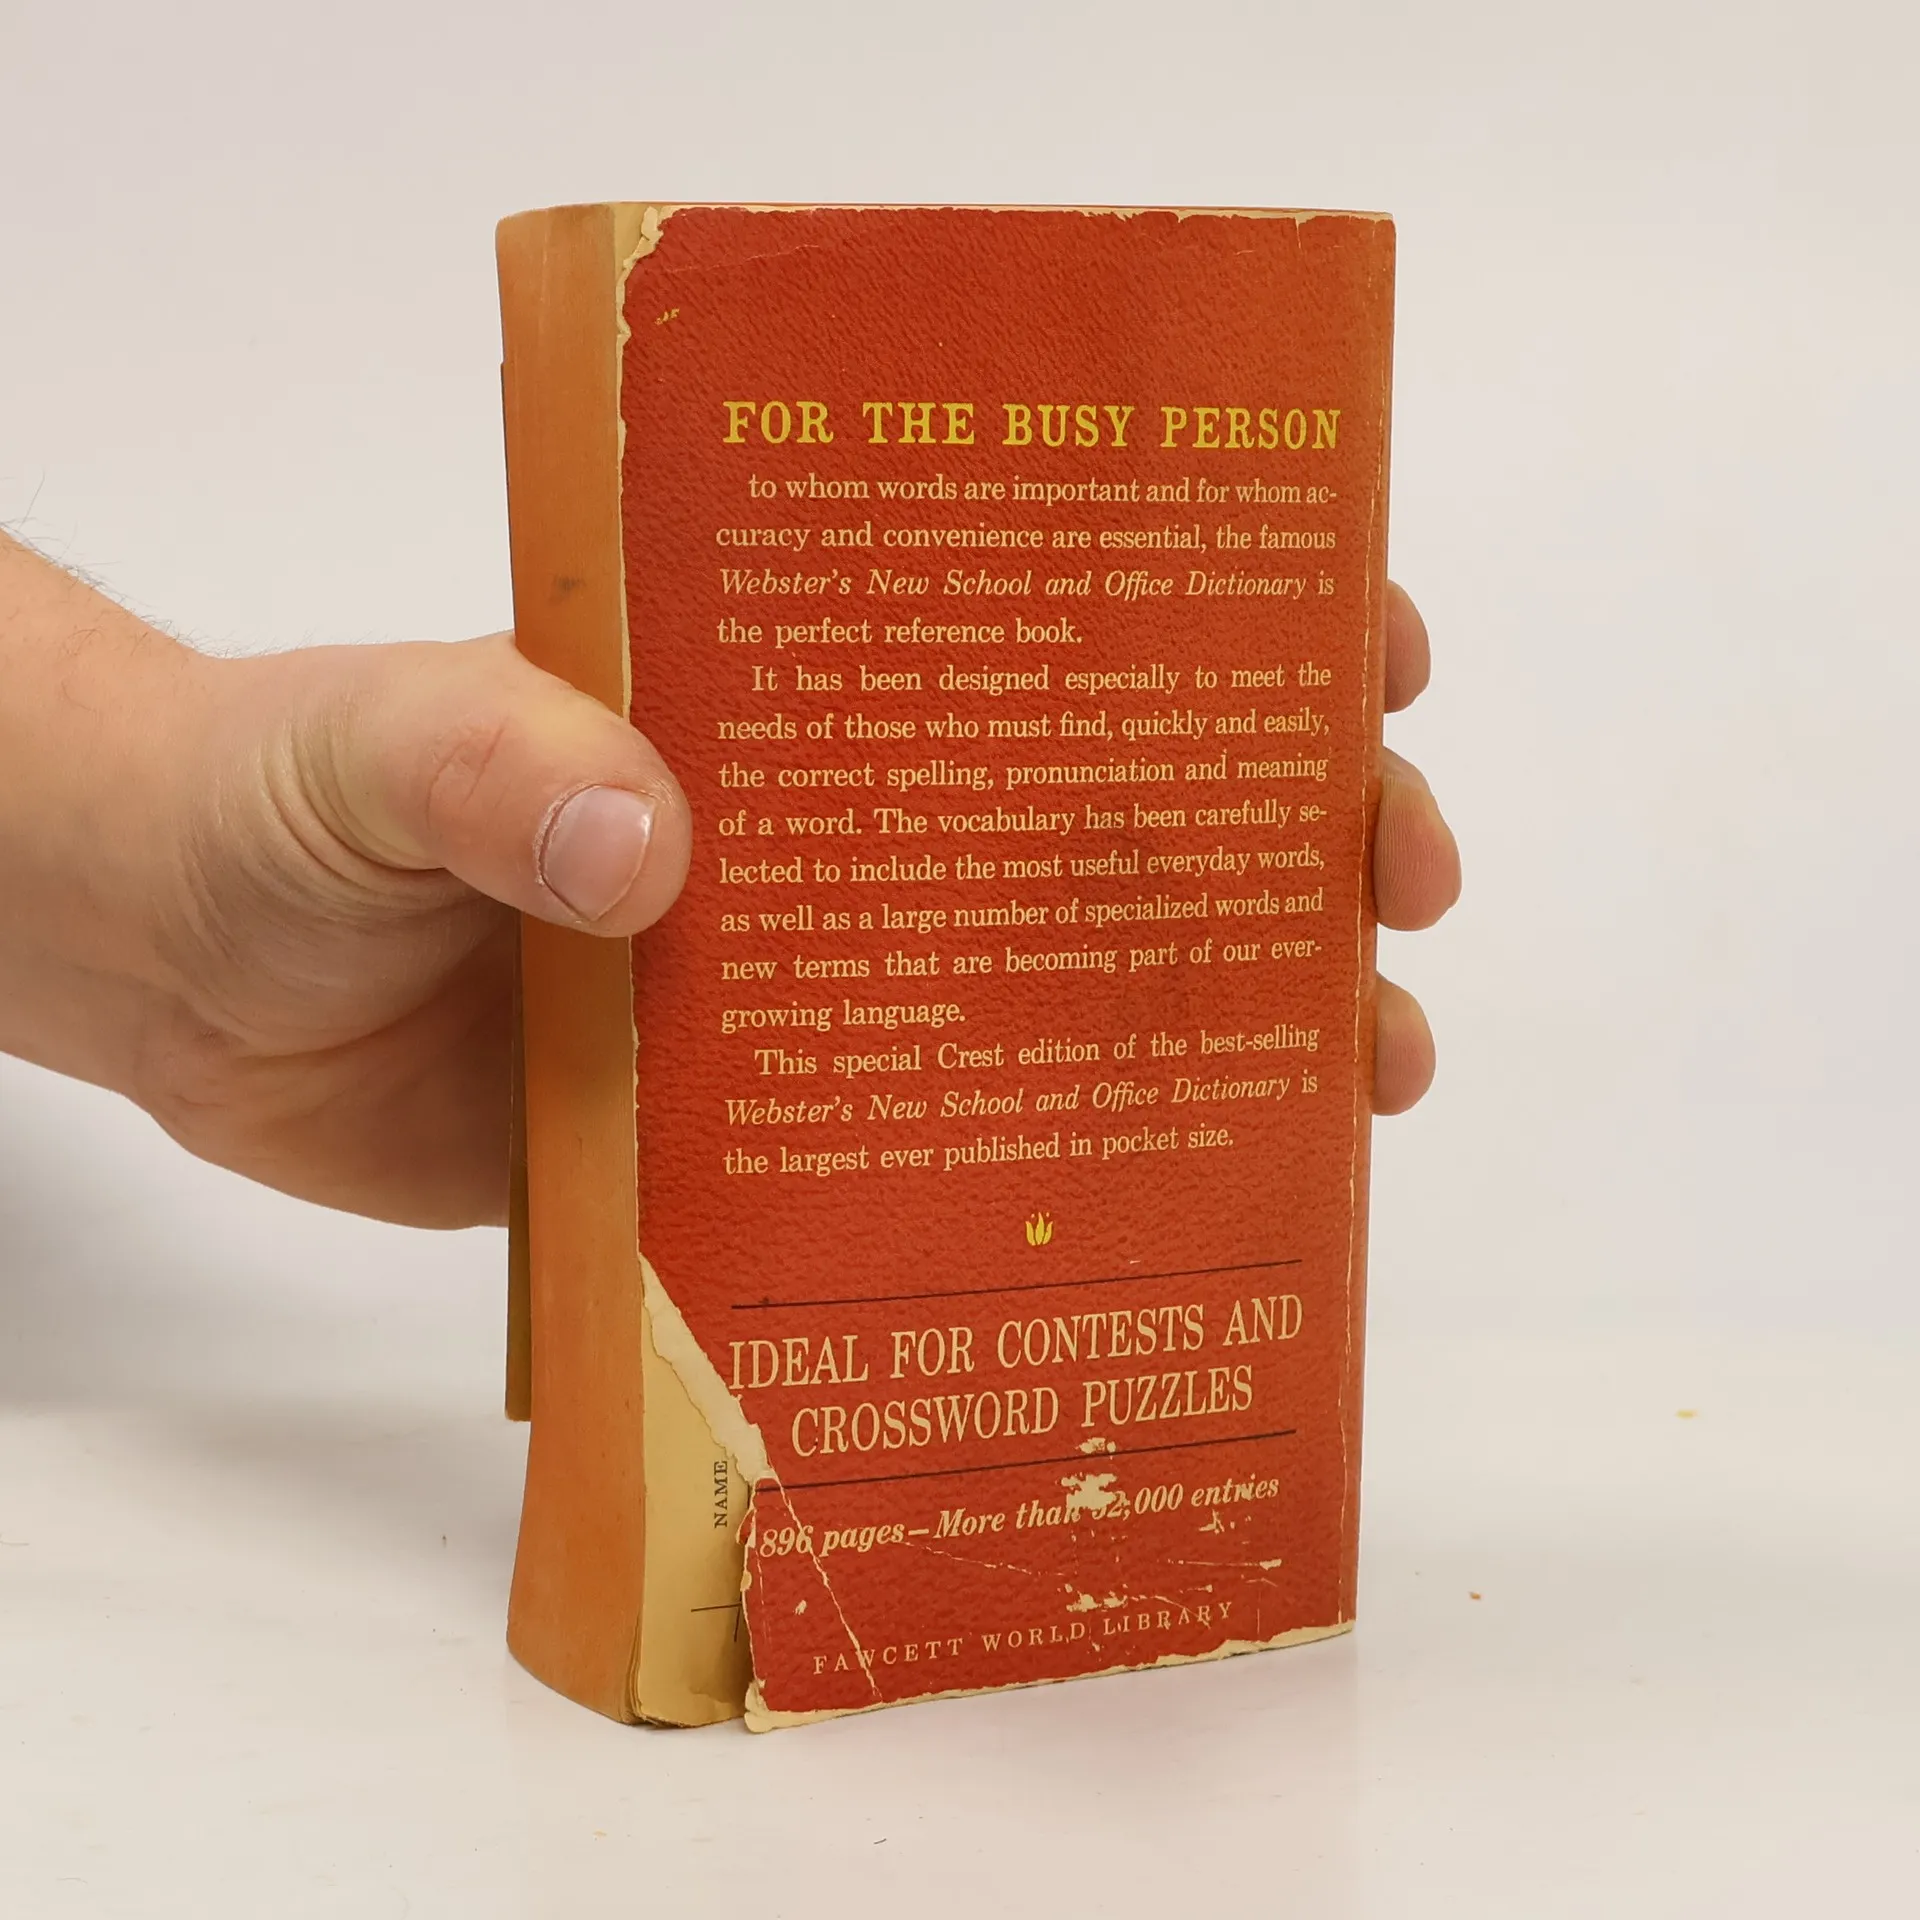 FOR THE BUSY PERSON
to whom words are important and for whom ac-
curacy and convenience are essential, the famous
Webster's New School and Office Dictionary is
the perfect reference book.
It has been designed especially to meet the
needs of those who must find, quickly and easily,
the correct spelling, pronunciation and meaning
of a word. The vocabulary has been carefully se-
lected to include the most useful everyday words,
as well as a large number of specialized words and
new terms that are becoming part of our ever-
growing language.
This special Crest edition of the best-selling
Webster's New School and Office Dictionary is
the largest ever published in pocket size.
IDEAL FOR CONTESTS AND
CROSSWORD PUZZLES
896 pages—More than entries
FAWCETT WORLD LIBRARY
NAME